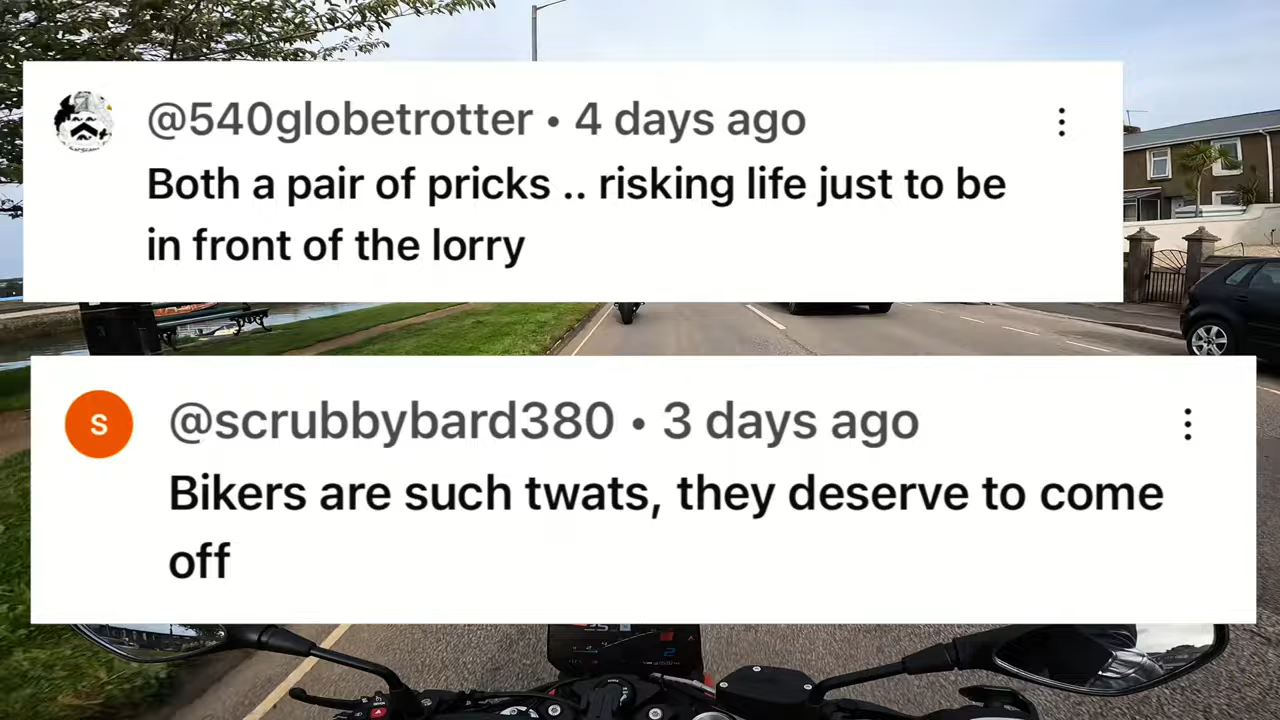 @540globetrotter • 4 days ago
Both a pair of pricks .. risking life just to be
in front of the lorry
S
@scrubbybard380 • 3 days ago
Bikers are such twats, they deserve to come
off
2